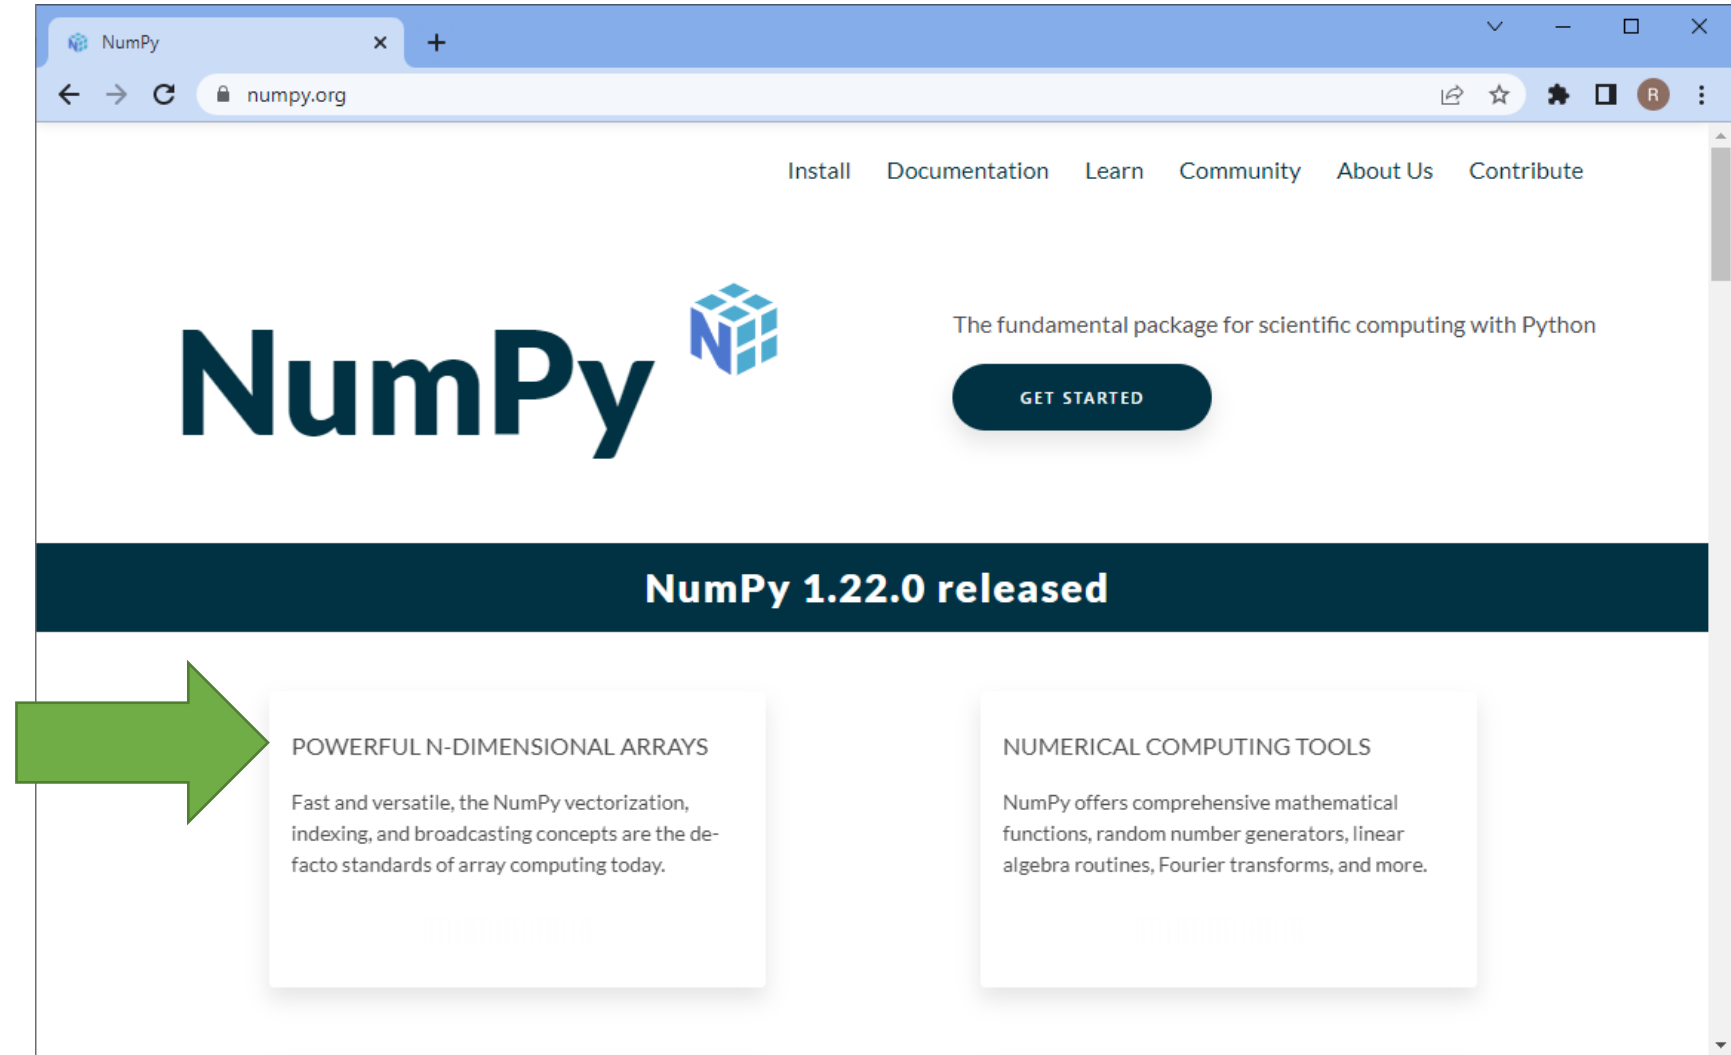 NumPy
numpy.org
R
Install Documentation Learn Community About Us Contribute
NumPy
N
The fundamental package for scientific computing with Python
GET STARTED
NumPy 1.22.0 released
POWERFUL N-DIMENSIONAL ARRAYS
Fast and versatile, the NumPy vectorization,
indexing, and broadcasting concepts are the de-
facto standards of array computing today.
NUMERICAL COMPUTING TOOLS
NumPy offers comprehensive mathematical
functions, random number generators, linear
algebra routines, Fourier transforms, and more.